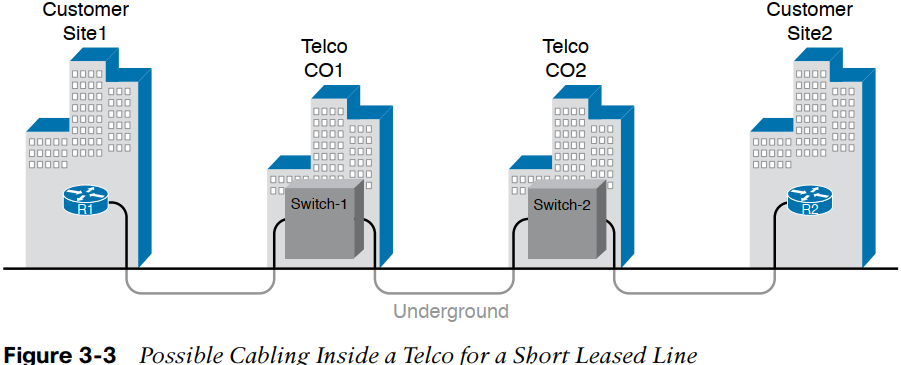 Customer
Site1
Telco
CO1
Telco
CO2
Customer
Site2
R1
Switch-1
Switch-2
R2
Underground
Figure 3-3 Possible Cabling Inside a Telco for a Short Leased Line